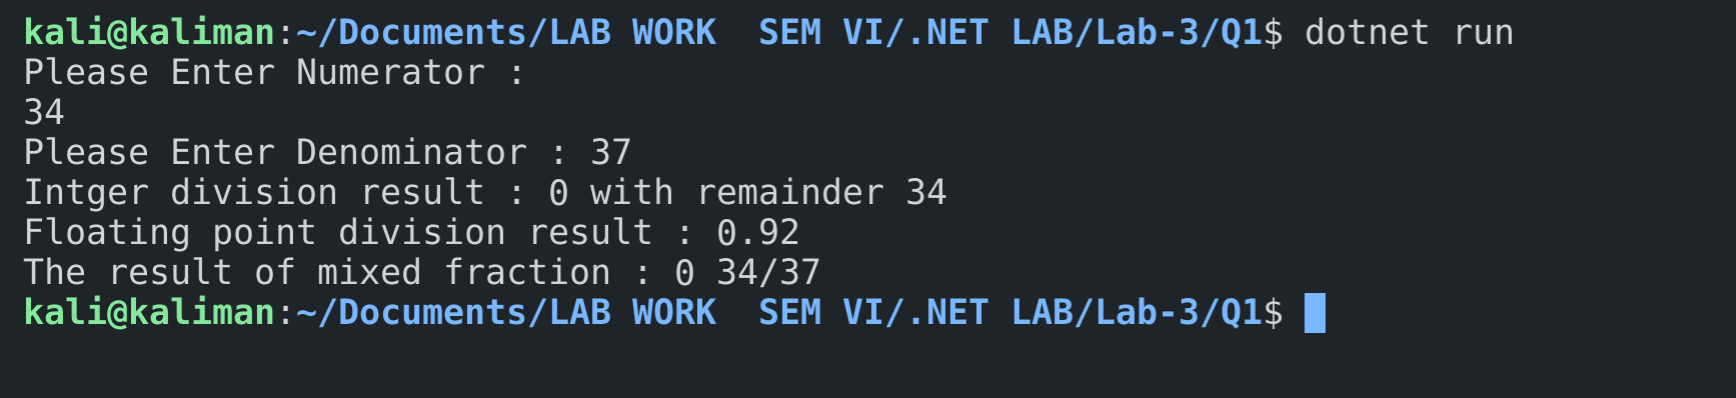 kali@kaliman:~/Documents/LAB WORK  SEM VI/.NET LAB/Lab-3/Q1$ dotnet run
Please Enter Numerator :
34
Please Enter Denominator : 37
Intger division result : 0 with remainder 34
Floating point division result : 0.92
The result of mixed fraction : 0 34/37
kali@kaliman:~/Documents/LAB WORK  SEM VI/.NET LAB/Lab-3/Q1$